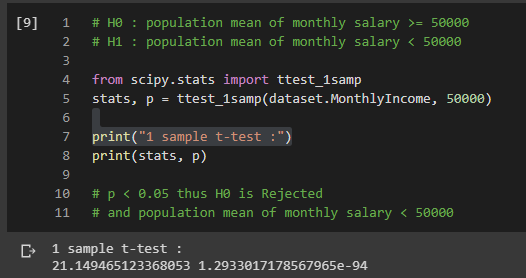 [9] 1 # H0 : population mean of monthly salary >= 50000
2 # H1 : population mean of monthly salary < 50000
3
4 from scipy.stats import ttest_1samp
5 stats, p = ttest_1samp(dataset.MonthlyIncome, 50000)
6
7 print("1 sample t-test :")
8 print(stats, p)
9
10 # p < 0.05 thus H0 is Rejected
11 # and population mean of monthly salary < 50000
1 sample t-test :
21.149465123368053 1.2933017178567965e-94